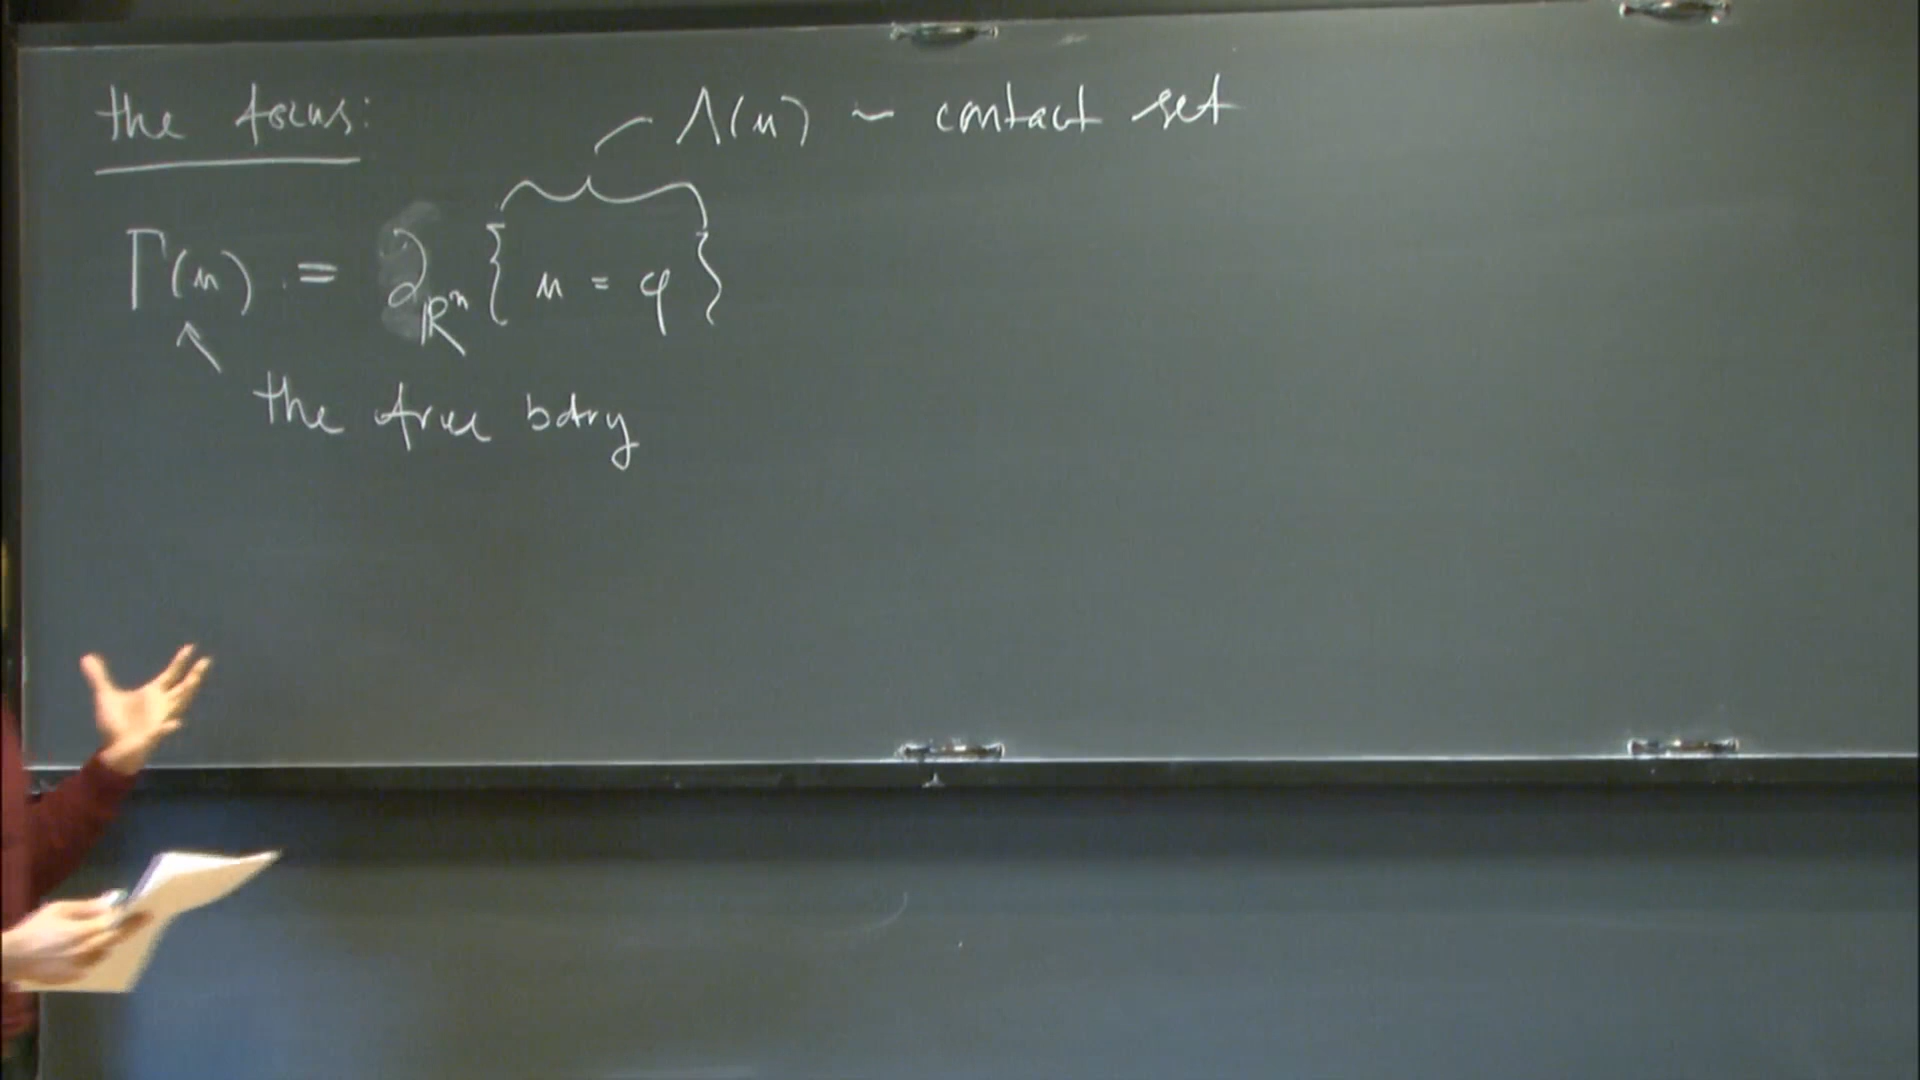 the focus:
Λ(u) ~ contact set
Γ(u) = ∂_{ℝⁿ} { u = φ }
the free bdry